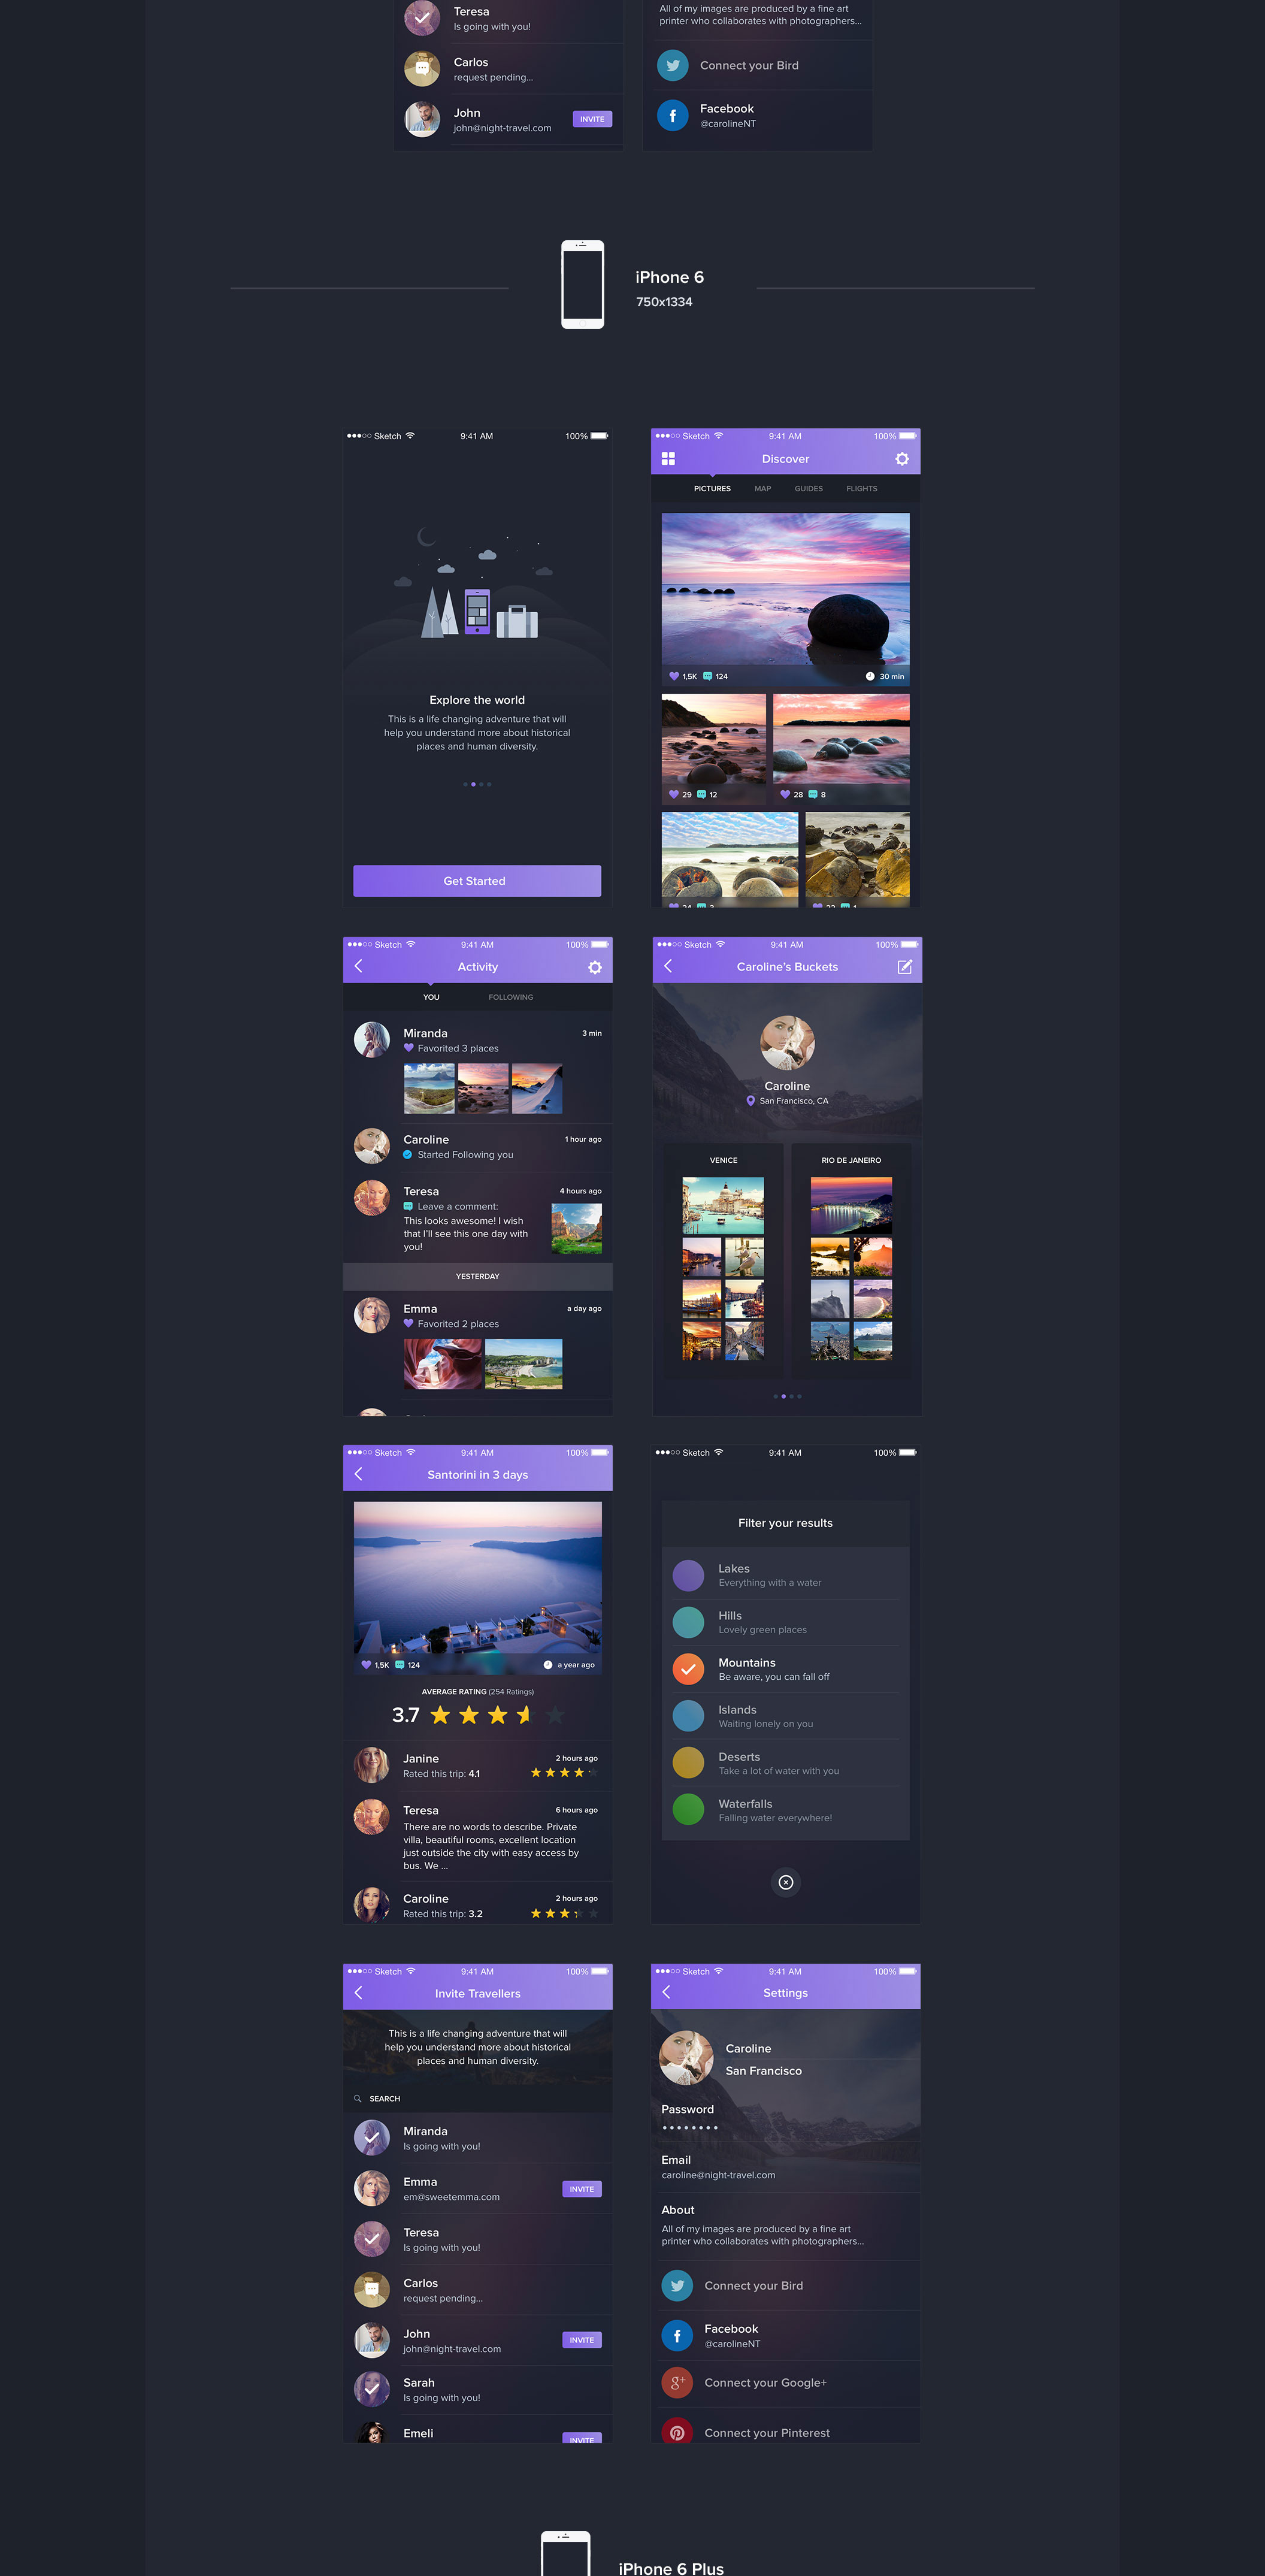 Teresa
Is going with you!
Carlos
request pending...
John
john@night-travel.com
INVITE
All of my images are produced by a fine art
printer who collaborates with photographers...
Connect your Bird
Facebook
@carolineNT
iPhone 6
750x1334
Sketch 9:41 AM 100%
Explore the world
This is a life changing adventure that will
help you understand more about historical
places and human diversity.
Get Started
Sketch 9:41 AM 100%
Discover
PICTURES MAP GUIDES FLIGHTS
1,5K 124 30 min
29 12
28 8
Sketch 9:41 AM 100%
Activity
YOU FOLLOWING
Miranda 3 min
Favorited 3 places
Caroline 1 hour ago
Started Following you
Teresa 4 hours ago
Leave a comment:
This looks awesome! I wish
that I'll see this one day with
you!
YESTERDAY
Emma a day ago
Favorited 2 places
Sketch 9:41 AM 100%
Caroline's Buckets
Caroline
San Francisco, CA
VENICE
RIO DE JANEIRO
Sketch 9:41 AM 100%
Santorini in 3 days
1,5K 124 a year ago
AVERAGE RATING (254 Ratings)
3.7
Janine 2 hours ago
Rated this trip: 4.1
Teresa 6 hours ago
There are no words to describe. Private
villa, beautiful rooms, excellent location
just outside the city with easy access by
bus. We ...
Caroline 2 hours ago
Rated this trip: 3.2
Sketch 9:41 AM 100%
Filter your results
Lakes
Everything with a water
Hills
Lovely green places
Mountains
Be aware, you can fall off
Islands
Waiting lonely on you
Deserts
Take a lot of water with you
Waterfalls
Falling water everywhere!
Sketch 9:41 AM 100%
Invite Travellers
This is a life changing adventure that will
help you understand more about historical
places and human diversity.
SEARCH
Miranda
Is going with you!
Emma
em@sweetemma.com
INVITE
Teresa
Is going with you!
Carlos
request pending...
John
john@night-travel.com
INVITE
Sarah
Is going with you!
Emeli
INVITE
Sketch 9:41 AM 100%
Settings
Caroline
San Francisco
Password
Email
caroline@night-travel.com
About
All of my images are produced by a fine art
printer who collaborates with photographers...
Connect your Bird
Facebook
@carolineNT
Connect your Google+
Connect your Pinterest
iPhone 6 Plus